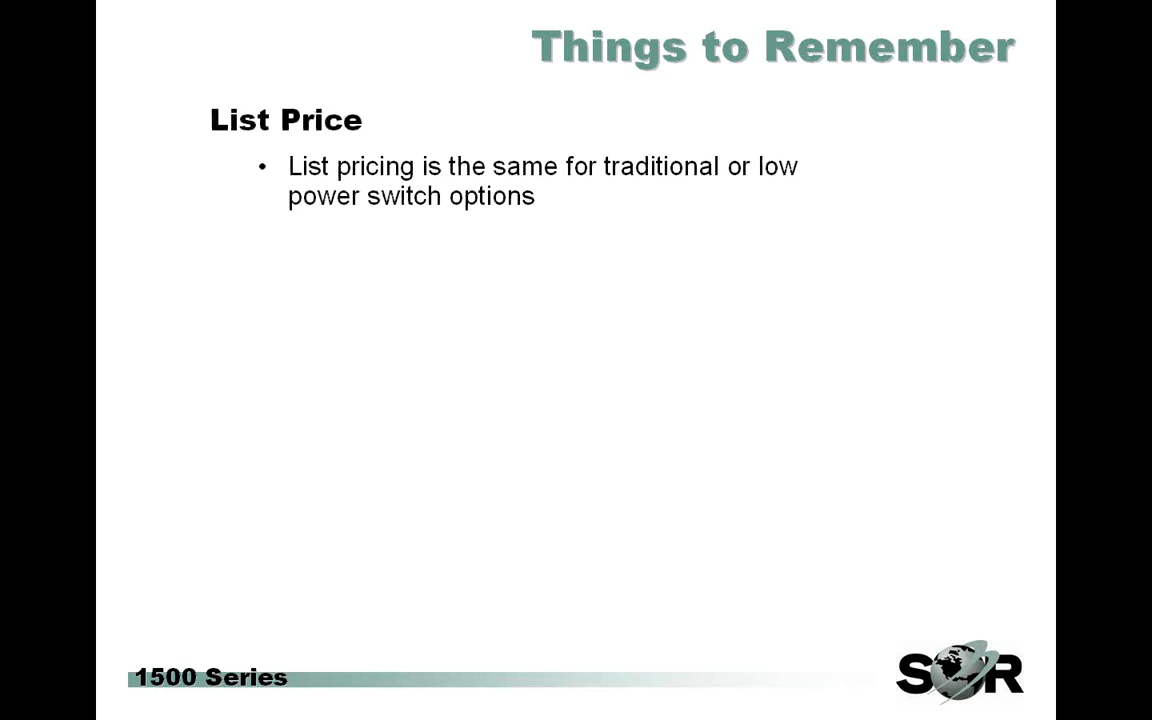 Things to Remember
List Price
• List pricing is the same for traditional or low
power switch options
1500 Series
SOR